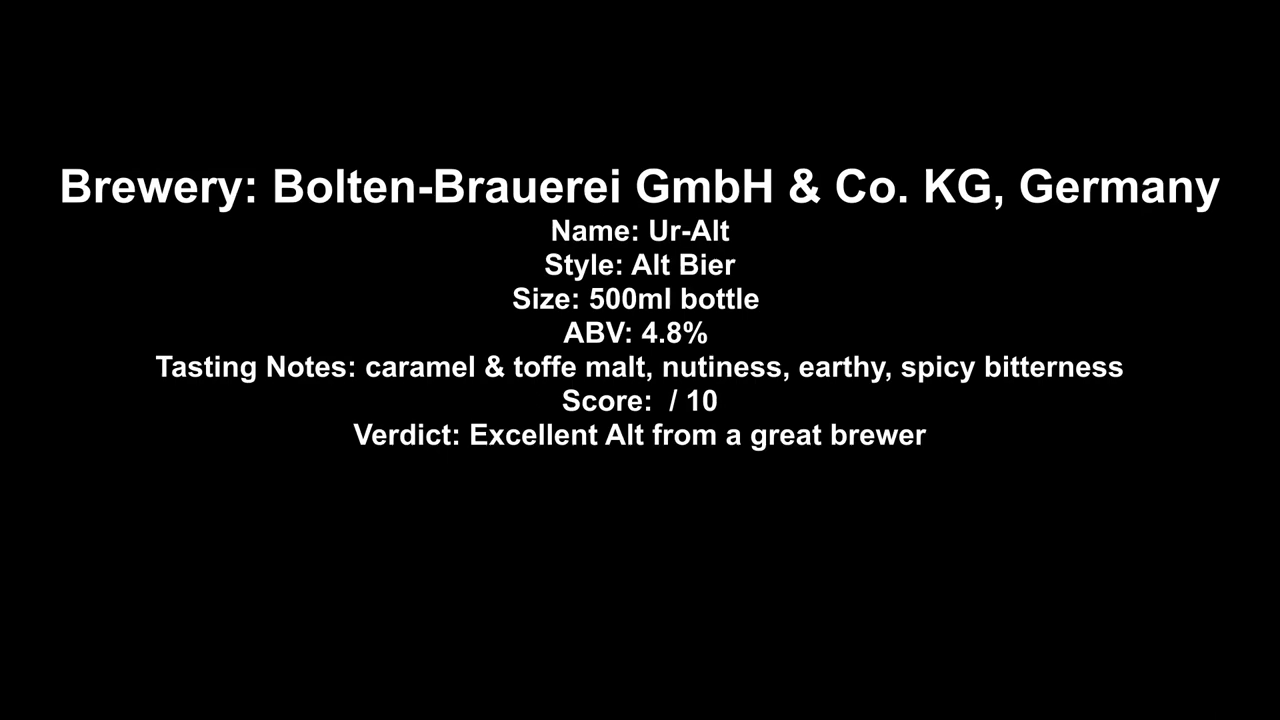 Brewery: Bolten-Brauerei GmbH & Co. KG, Germany
Name: Ur-Alt
Style: Alt Bier
Size: 500ml bottle
ABV: 4.8%
Tasting Notes: caramel & toffe malt, nutiness, earthy, spicy bitterness
Score:  / 10
Verdict: Excellent Alt from a great brewer